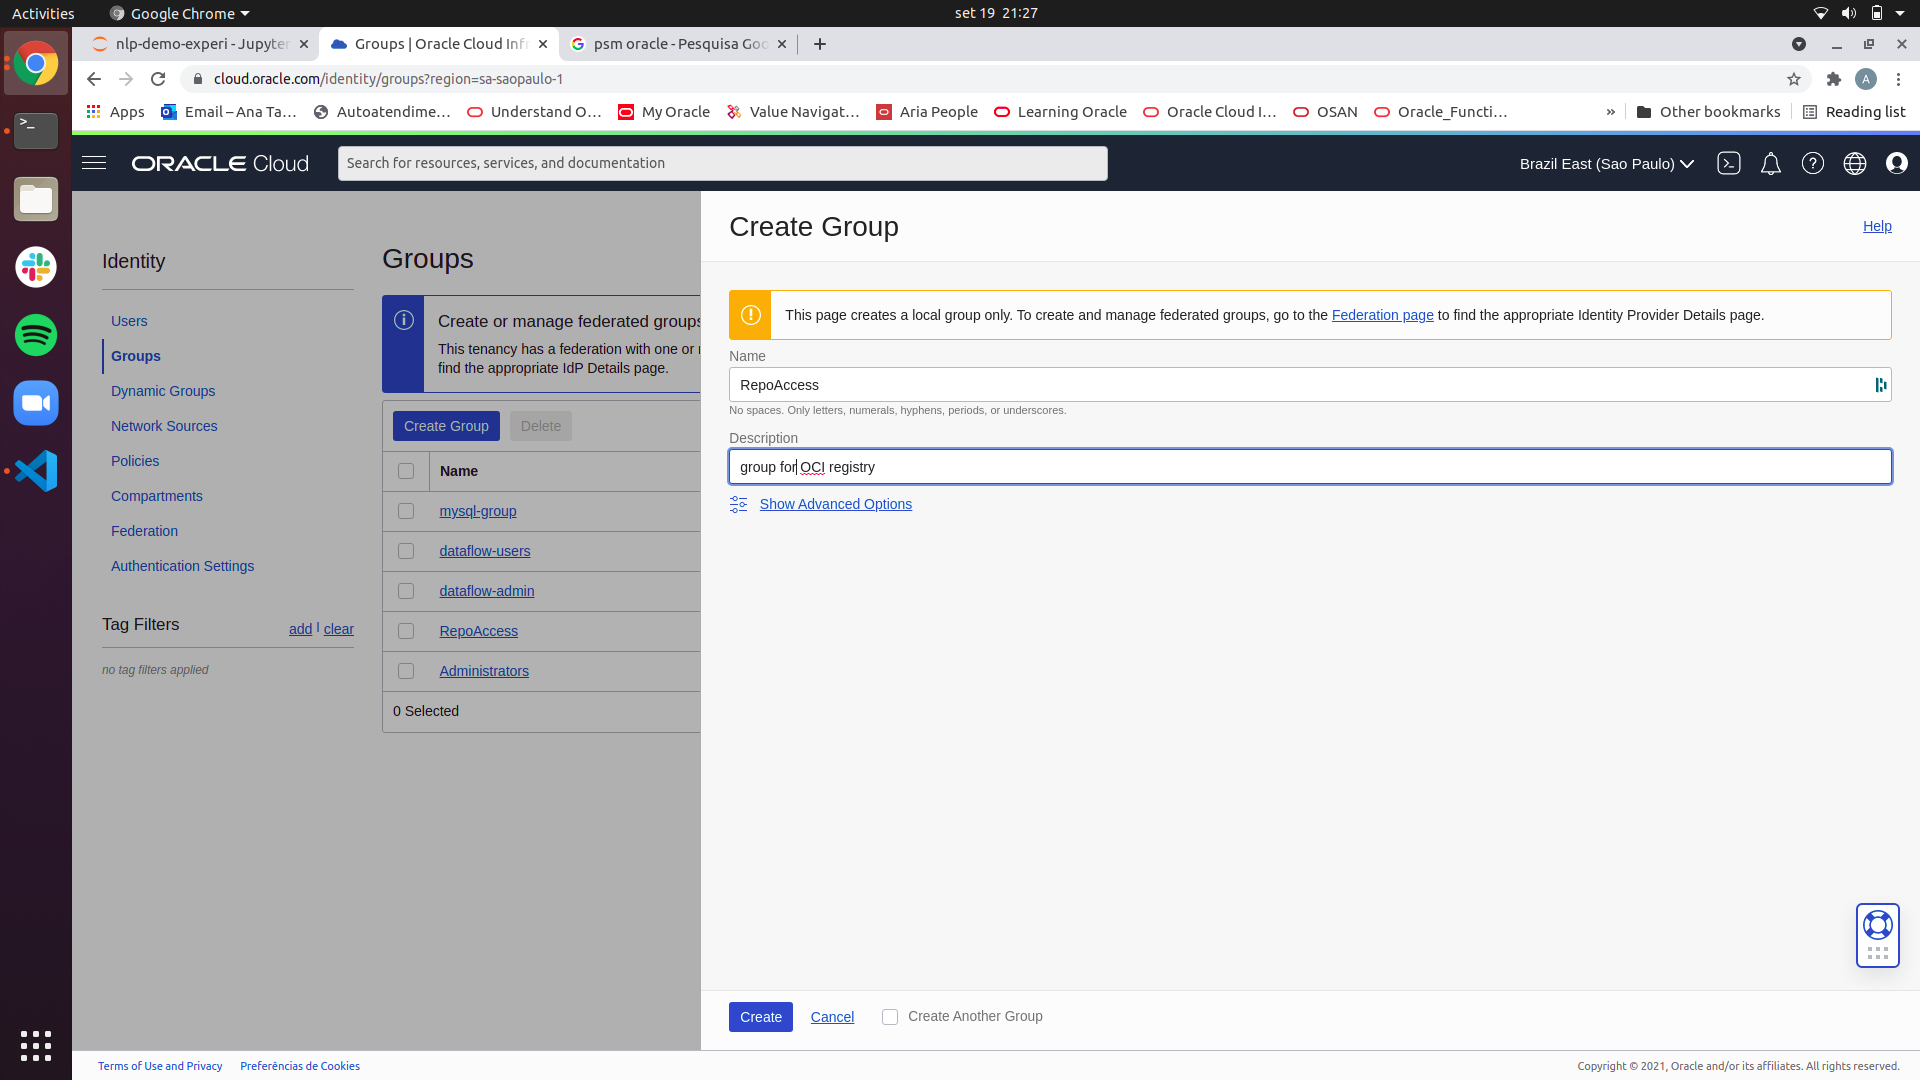 Activities
Google Chrome
set 19 21:27
nlp-demo-experi - Jupyter
Groups | Oracle Cloud Infr
psm oracle - Pesquisa Goo
cloud.oracle.com/identity/groups?region=sa-saopaulo-1
A
Apps
Email – Ana Ta…
Autoatendime…
Understand O…
My Oracle
Value Navigat…
Aria People
Learning Oracle
Oracle Cloud I…
OSAN
Oracle_Functi…
»
Other bookmarks
Reading list
ORACLE Cloud
Search for resources, services, and documentation
Brazil East (Sao Paulo)
Identity
Users
Groups
Dynamic Groups
Network Sources
Policies
Compartments
Federation
Authentication Settings
Tag Filters
add | clear
no tag filters applied
Groups
Create or manage federated groups
This tenancy has a federation with one or
find the appropriate IdP Details page.
Create Group
Delete
Name
mysql-group
dataflow-users
dataflow-admin
RepoAccess
Administrators
0 Selected
Create Group
Help
This page creates a local group only. To create and manage federated groups, go to the Federation page to find the appropriate Identity Provider Details page.
Name
RepoAccess
No spaces. Only letters, numerals, hyphens, periods, or underscores.
Description
group for OCI registry
Show Advanced Options
Create
Cancel
Create Another Group
Terms of Use and Privacy
Preferências de Cookies
Copyright © 2021, Oracle and/or its affiliates. All rights reserved.